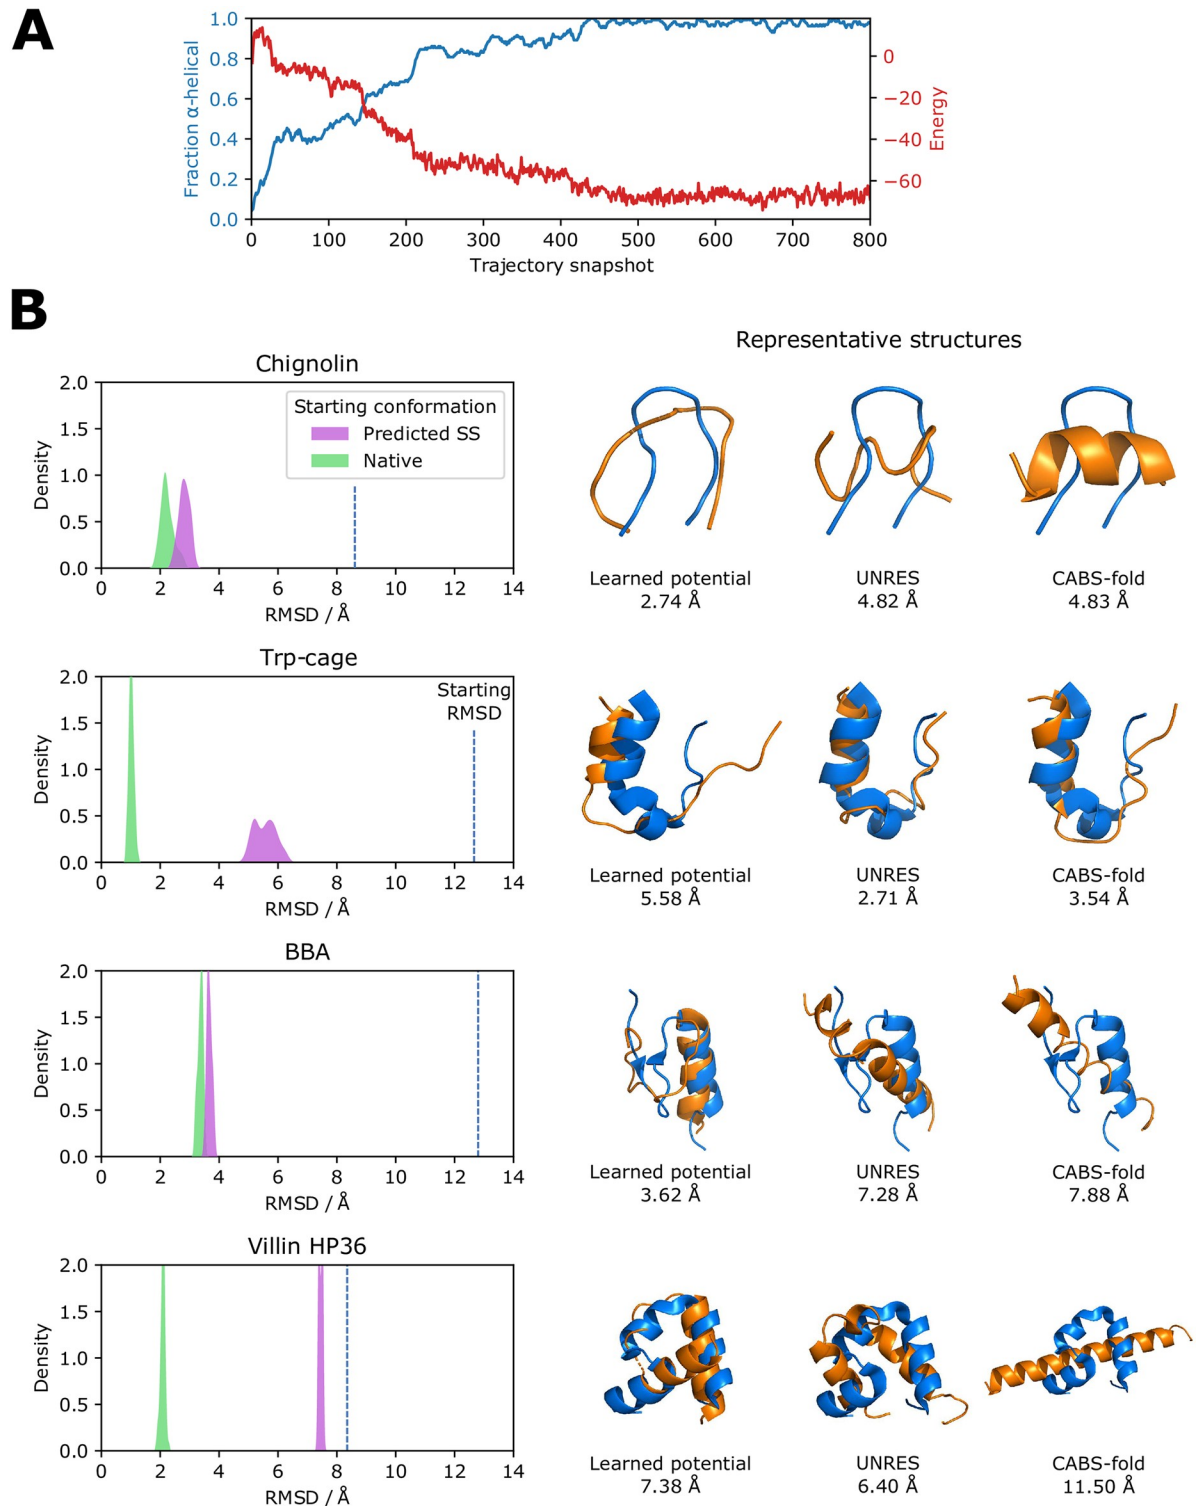 A
1.0
0.8
0.6
0.4
0.2
0.0
Fraction α-helical
0
−20
−40
−60
Energy
0 100 200 300 400 500 600 700 800
Trajectory snapshot
B
Representative structures
Chignolin
2.0
1.5
1.0
0.5
0.0
Density
Starting conformation
Predicted SS
Native
0 2 4 6 8 10 12 14
RMSD / Å
Learned potential
2.74 Å
UNRES
4.82 Å
CABS-fold
4.83 Å
Trp-cage
2.0
1.5
1.0
0.5
0.0
Density
Starting
RMSD
0 2 4 6 8 10 12 14
RMSD / Å
Learned potential
5.58 Å
UNRES
2.71 Å
CABS-fold
3.54 Å
BBA
2.0
1.5
1.0
0.5
0.0
Density
0 2 4 6 8 10 12 14
RMSD / Å
Learned potential
3.62 Å
UNRES
7.28 Å
CABS-fold
7.88 Å
Villin HP36
2.0
1.5
1.0
0.5
0.0
Density
0 2 4 6 8 10 12 14
RMSD / Å
Learned potential
7.38 Å
UNRES
6.40 Å
CABS-fold
11.50 Å